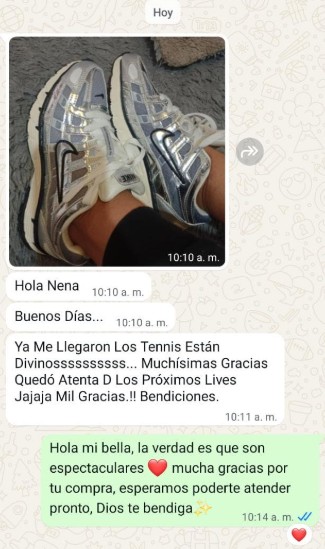 Hoy
10:10 a. m.
Hola Nena
10:10 a. m.
Buenos Días...
10:10 a. m.
Ya Me Llegaron Los Tennis Están
Divinosssssssssss... Muchísimas Gracias
Quedó Atenta D Los Próximos Lives
Jajaja Mil Gracias.!! Bendiciones.
10:11 a. m.
Hola mi bella, la verdad es que son
espectaculares ❤️ mucha gracias por
tu compra, esperamos poderte atender
pronto, Dios te bendiga✨
10:14 a. m.